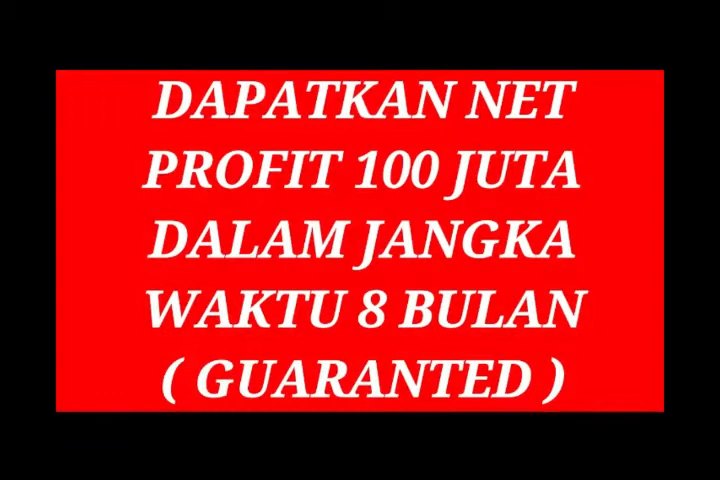 DAPATKAN NET
PROFIT 100 JUTA
DALAM JANGKA
WAKTU 8 BULAN
( GUARANTED )